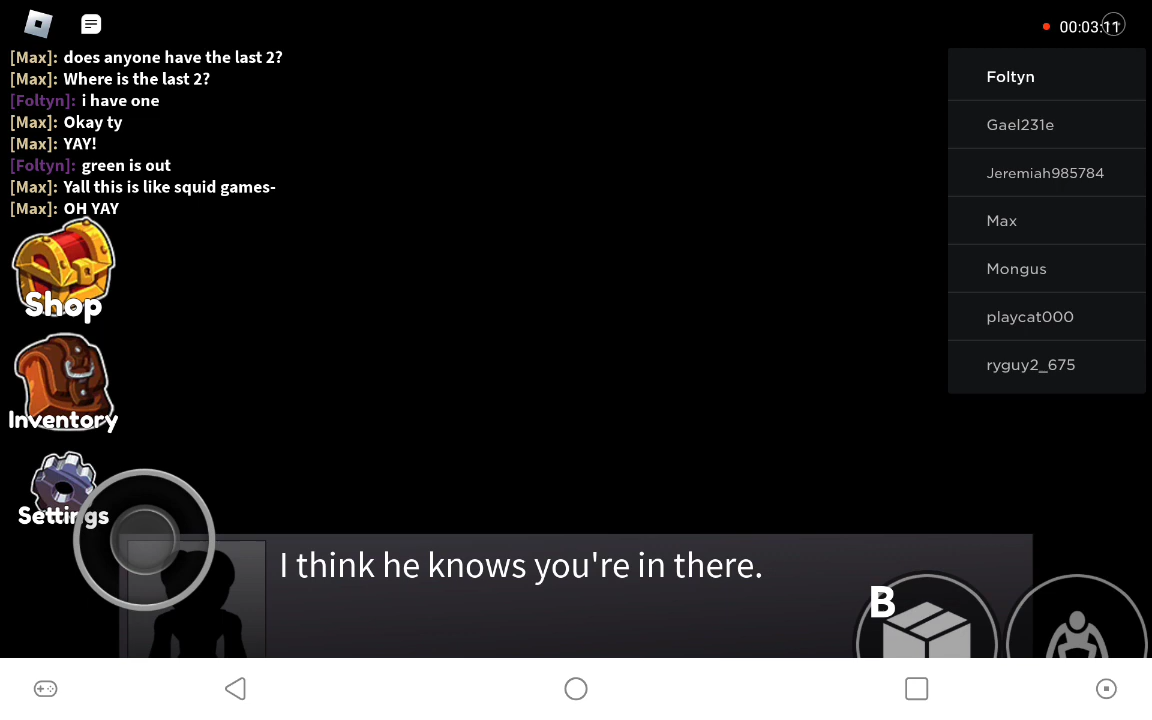 00:03:11
[Max]: does anyone have the last 2?
[Max]: Where is the last 2?
[Foltyn]: i have one
[Max]: Okay ty
[Max]: YAY!
[Foltyn]: green is out
[Max]: Yall this is like squid games-
[Max]: OH YAY
Foltyn
Gael231e
Jeremiah985784
Max
Mongus
playcat000
ryguy2_675
Shop
Inventory
Settings
I think he knows you're in there.
B